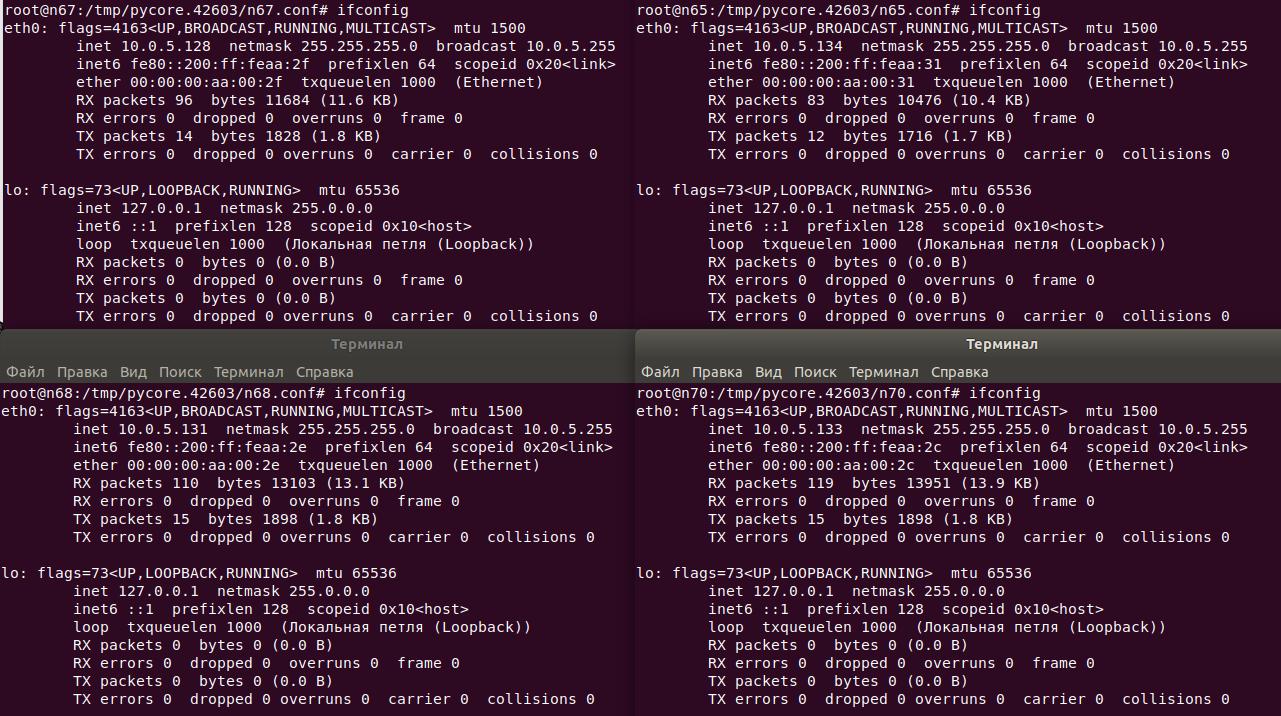 root@n67:/tmp/pycore.42603/n67.conf# ifconfig
eth0: flags=4163<UP,BROADCAST,RUNNING,MULTICAST>  mtu 1500
inet 10.0.5.128  netmask 255.255.255.0  broadcast 10.0.5.255
inet6 fe80::200:ff:feaa:2f  prefixlen 64  scopeid 0x20<link>
ether 00:00:00:aa:00:2f  txqueuelen 1000  (Ethernet)
RX packets 96  bytes 11684 (11.6 KB)
RX errors 0  dropped 0  overruns 0  frame 0
TX packets 14  bytes 1828 (1.8 KB)
TX errors 0  dropped 0 overruns 0  carrier 0  collisions 0
lo: flags=73<UP,LOOPBACK,RUNNING>  mtu 65536
inet 127.0.0.1  netmask 255.0.0.0
inet6 ::1  prefixlen 128  scopeid 0x10<host>
loop  txqueuelen 1000  (Локальная петля (Loopback))
RX packets 0  bytes 0 (0.0 B)
RX errors 0  dropped 0  overruns 0  frame 0
TX packets 0  bytes 0 (0.0 B)
TX errors 0  dropped 0 overruns 0  carrier 0  collisions 0
root@n65:/tmp/pycore.42603/n65.conf# ifconfig
eth0: flags=4163<UP,BROADCAST,RUNNING,MULTICAST>  mtu 1500
inet 10.0.5.134  netmask 255.255.255.0  broadcast 10.0.5.255
inet6 fe80::200:ff:feaa:31  prefixlen 64  scopeid 0x20<link>
ether 00:00:00:aa:00:31  txqueuelen 1000  (Ethernet)
RX packets 83  bytes 10476 (10.4 KB)
RX errors 0  dropped 0  overruns 0  frame 0
TX packets 12  bytes 1716 (1.7 KB)
TX errors 0  dropped 0 overruns 0  carrier 0  collisions 0
lo: flags=73<UP,LOOPBACK,RUNNING>  mtu 65536
inet 127.0.0.1  netmask 255.0.0.0
inet6 ::1  prefixlen 128  scopeid 0x10<host>
loop  txqueuelen 1000  (Локальная петля (Loopback))
RX packets 0  bytes 0 (0.0 B)
RX errors 0  dropped 0  overruns 0  frame 0
TX packets 0  bytes 0 (0.0 B)
TX errors 0  dropped 0 overruns 0  carrier 0  collisions 0
Терминал
Файл Правка Вид Поиск Терминал Справка
root@n68:/tmp/pycore.42603/n68.conf# ifconfig
eth0: flags=4163<UP,BROADCAST,RUNNING,MULTICAST>  mtu 1500
inet 10.0.5.131  netmask 255.255.255.0  broadcast 10.0.5.255
inet6 fe80::200:ff:feaa:2e  prefixlen 64  scopeid 0x20<link>
ether 00:00:00:aa:00:2e  txqueuelen 1000  (Ethernet)
RX packets 110  bytes 13103 (13.1 KB)
RX errors 0  dropped 0  overruns 0  frame 0
TX packets 15  bytes 1898 (1.8 KB)
TX errors 0  dropped 0 overruns 0  carrier 0  collisions 0
lo: flags=73<UP,LOOPBACK,RUNNING>  mtu 65536
inet 127.0.0.1  netmask 255.0.0.0
inet6 ::1  prefixlen 128  scopeid 0x10<host>
loop  txqueuelen 1000  (Локальная петля (Loopback))
RX packets 0  bytes 0 (0.0 B)
RX errors 0  dropped 0  overruns 0  frame 0
TX packets 0  bytes 0 (0.0 B)
TX errors 0  dropped 0 overruns 0  carrier 0  collisions 0
Терминал
Файл Правка Вид Поиск Терминал Справка
root@n70:/tmp/pycore.42603/n70.conf# ifconfig
eth0: flags=4163<UP,BROADCAST,RUNNING,MULTICAST>  mtu 1500
inet 10.0.5.133  netmask 255.255.255.0  broadcast 10.0.5.255
inet6 fe80::200:ff:feaa:2c  prefixlen 64  scopeid 0x20<link>
ether 00:00:00:aa:00:2c  txqueuelen 1000  (Ethernet)
RX packets 119  bytes 13951 (13.9 KB)
RX errors 0  dropped 0  overruns 0  frame 0
TX packets 15  bytes 1898 (1.8 KB)
TX errors 0  dropped 0 overruns 0  carrier 0  collisions 0
lo: flags=73<UP,LOOPBACK,RUNNING>  mtu 65536
inet 127.0.0.1  netmask 255.0.0.0
inet6 ::1  prefixlen 128  scopeid 0x10<host>
loop  txqueuelen 1000  (Локальная петля (Loopback))
RX packets 0  bytes 0 (0.0 B)
RX errors 0  dropped 0  overruns 0  frame 0
TX packets 0  bytes 0 (0.0 B)
TX errors 0  dropped 0 overruns 0  carrier 0  collisions 0